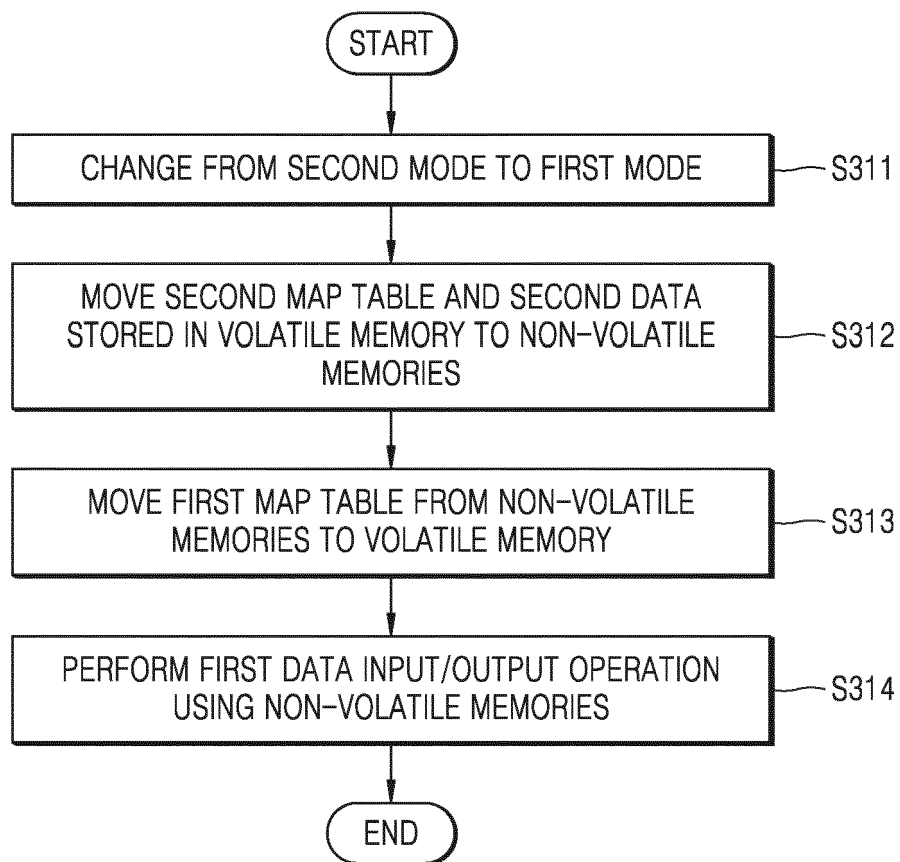 START
CHANGE FROM SECOND MODE TO FIRST MODE
S311
MOVE SECOND MAP TABLE AND SECOND DATA
STORED IN VOLATILE MEMORY TO NON-VOLATILE
MEMORIES
S312
MOVE FIRST MAP TABLE FROM NON-VOLATILE
MEMORIES TO VOLATILE MEMORY
S313
PERFORM FIRST DATA INPUT/OUTPUT OPERATION
USING NON-VOLATILE MEMORIES
S314
END